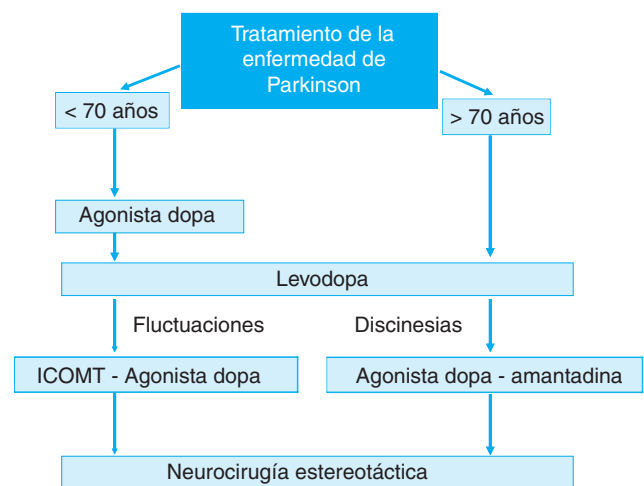 Tratamiento de la
enfermedad de
Parkinson
< 70 años
> 70 años
Agonista dopa
Levodopa
Fluctuaciones
Discinesias
ICOMT - Agonista dopa
Agonista dopa - amantadina
Neurocirugía estereotáctica